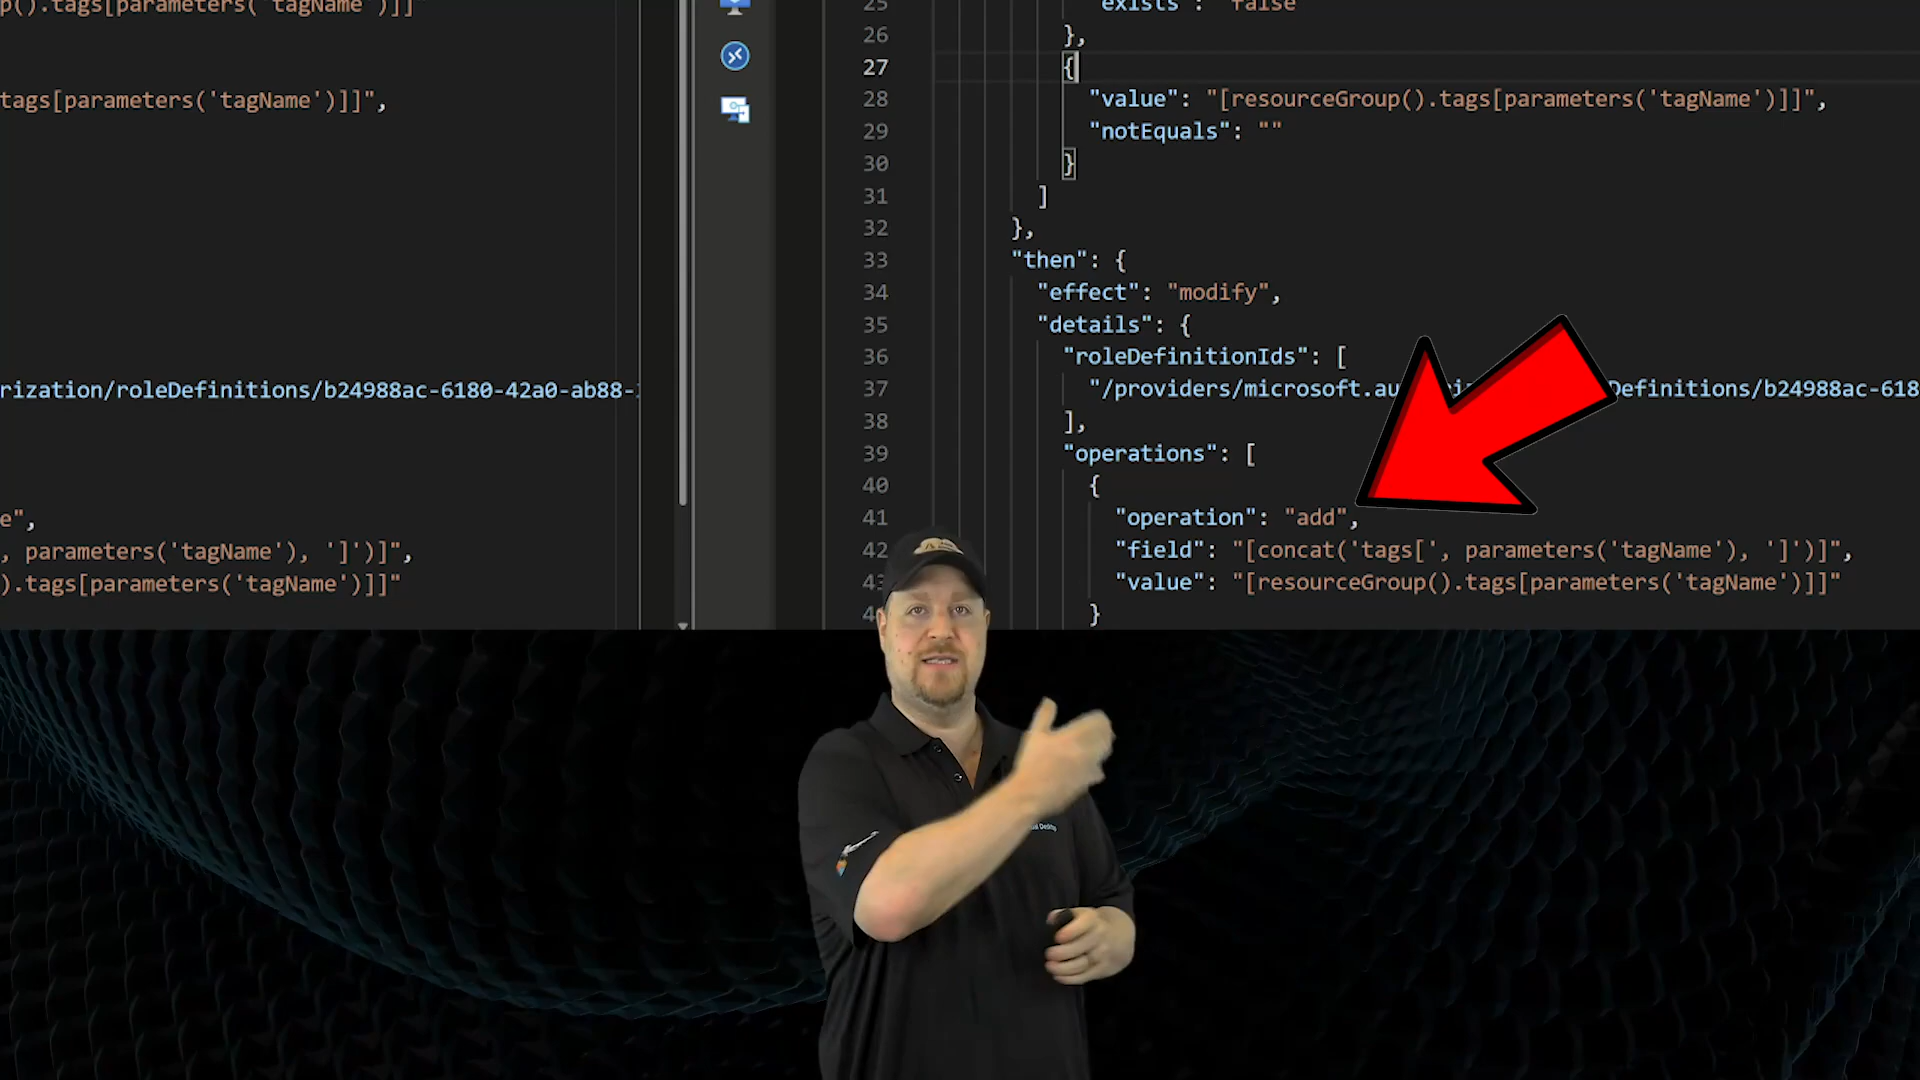 ().tags[parameters('tagName')]]"
tags[parameters('tagName')]]",
rization/roleDefinitions/b24988ac-6180-42a0-ab88-
e",
, parameters('tagName'), ']')]",
).tags[parameters('tagName')]]"
25 "exists": "false"
26 },
27 {
28 "value": "[resourceGroup().tags[parameters('tagName')]]",
29 "notEquals": ""
30 }
31 ]
32 },
33 "then": {
34 "effect": "modify",
35 "details": {
36 "roleDefinitionIds": [
37 "/providers/microsoft.au Definitions/b24988ac-618
38 ],
39 "operations": [
40 {
41 "operation": "add",
42 "field": "[concat('tags[', parameters('tagName'), ']')]",
43 "value": "[resourceGroup().tags[parameters('tagName')]]"
}